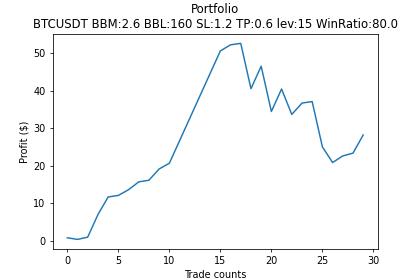 Portfolio
BTCUSDT BBM:2.6 BBL:160 SL:1.2 TP:0.6 lev:15 WinRatio:80.0
Profit ($)
50
40
30
20
10
0
0 5 10 15 20 25 30
Trade counts